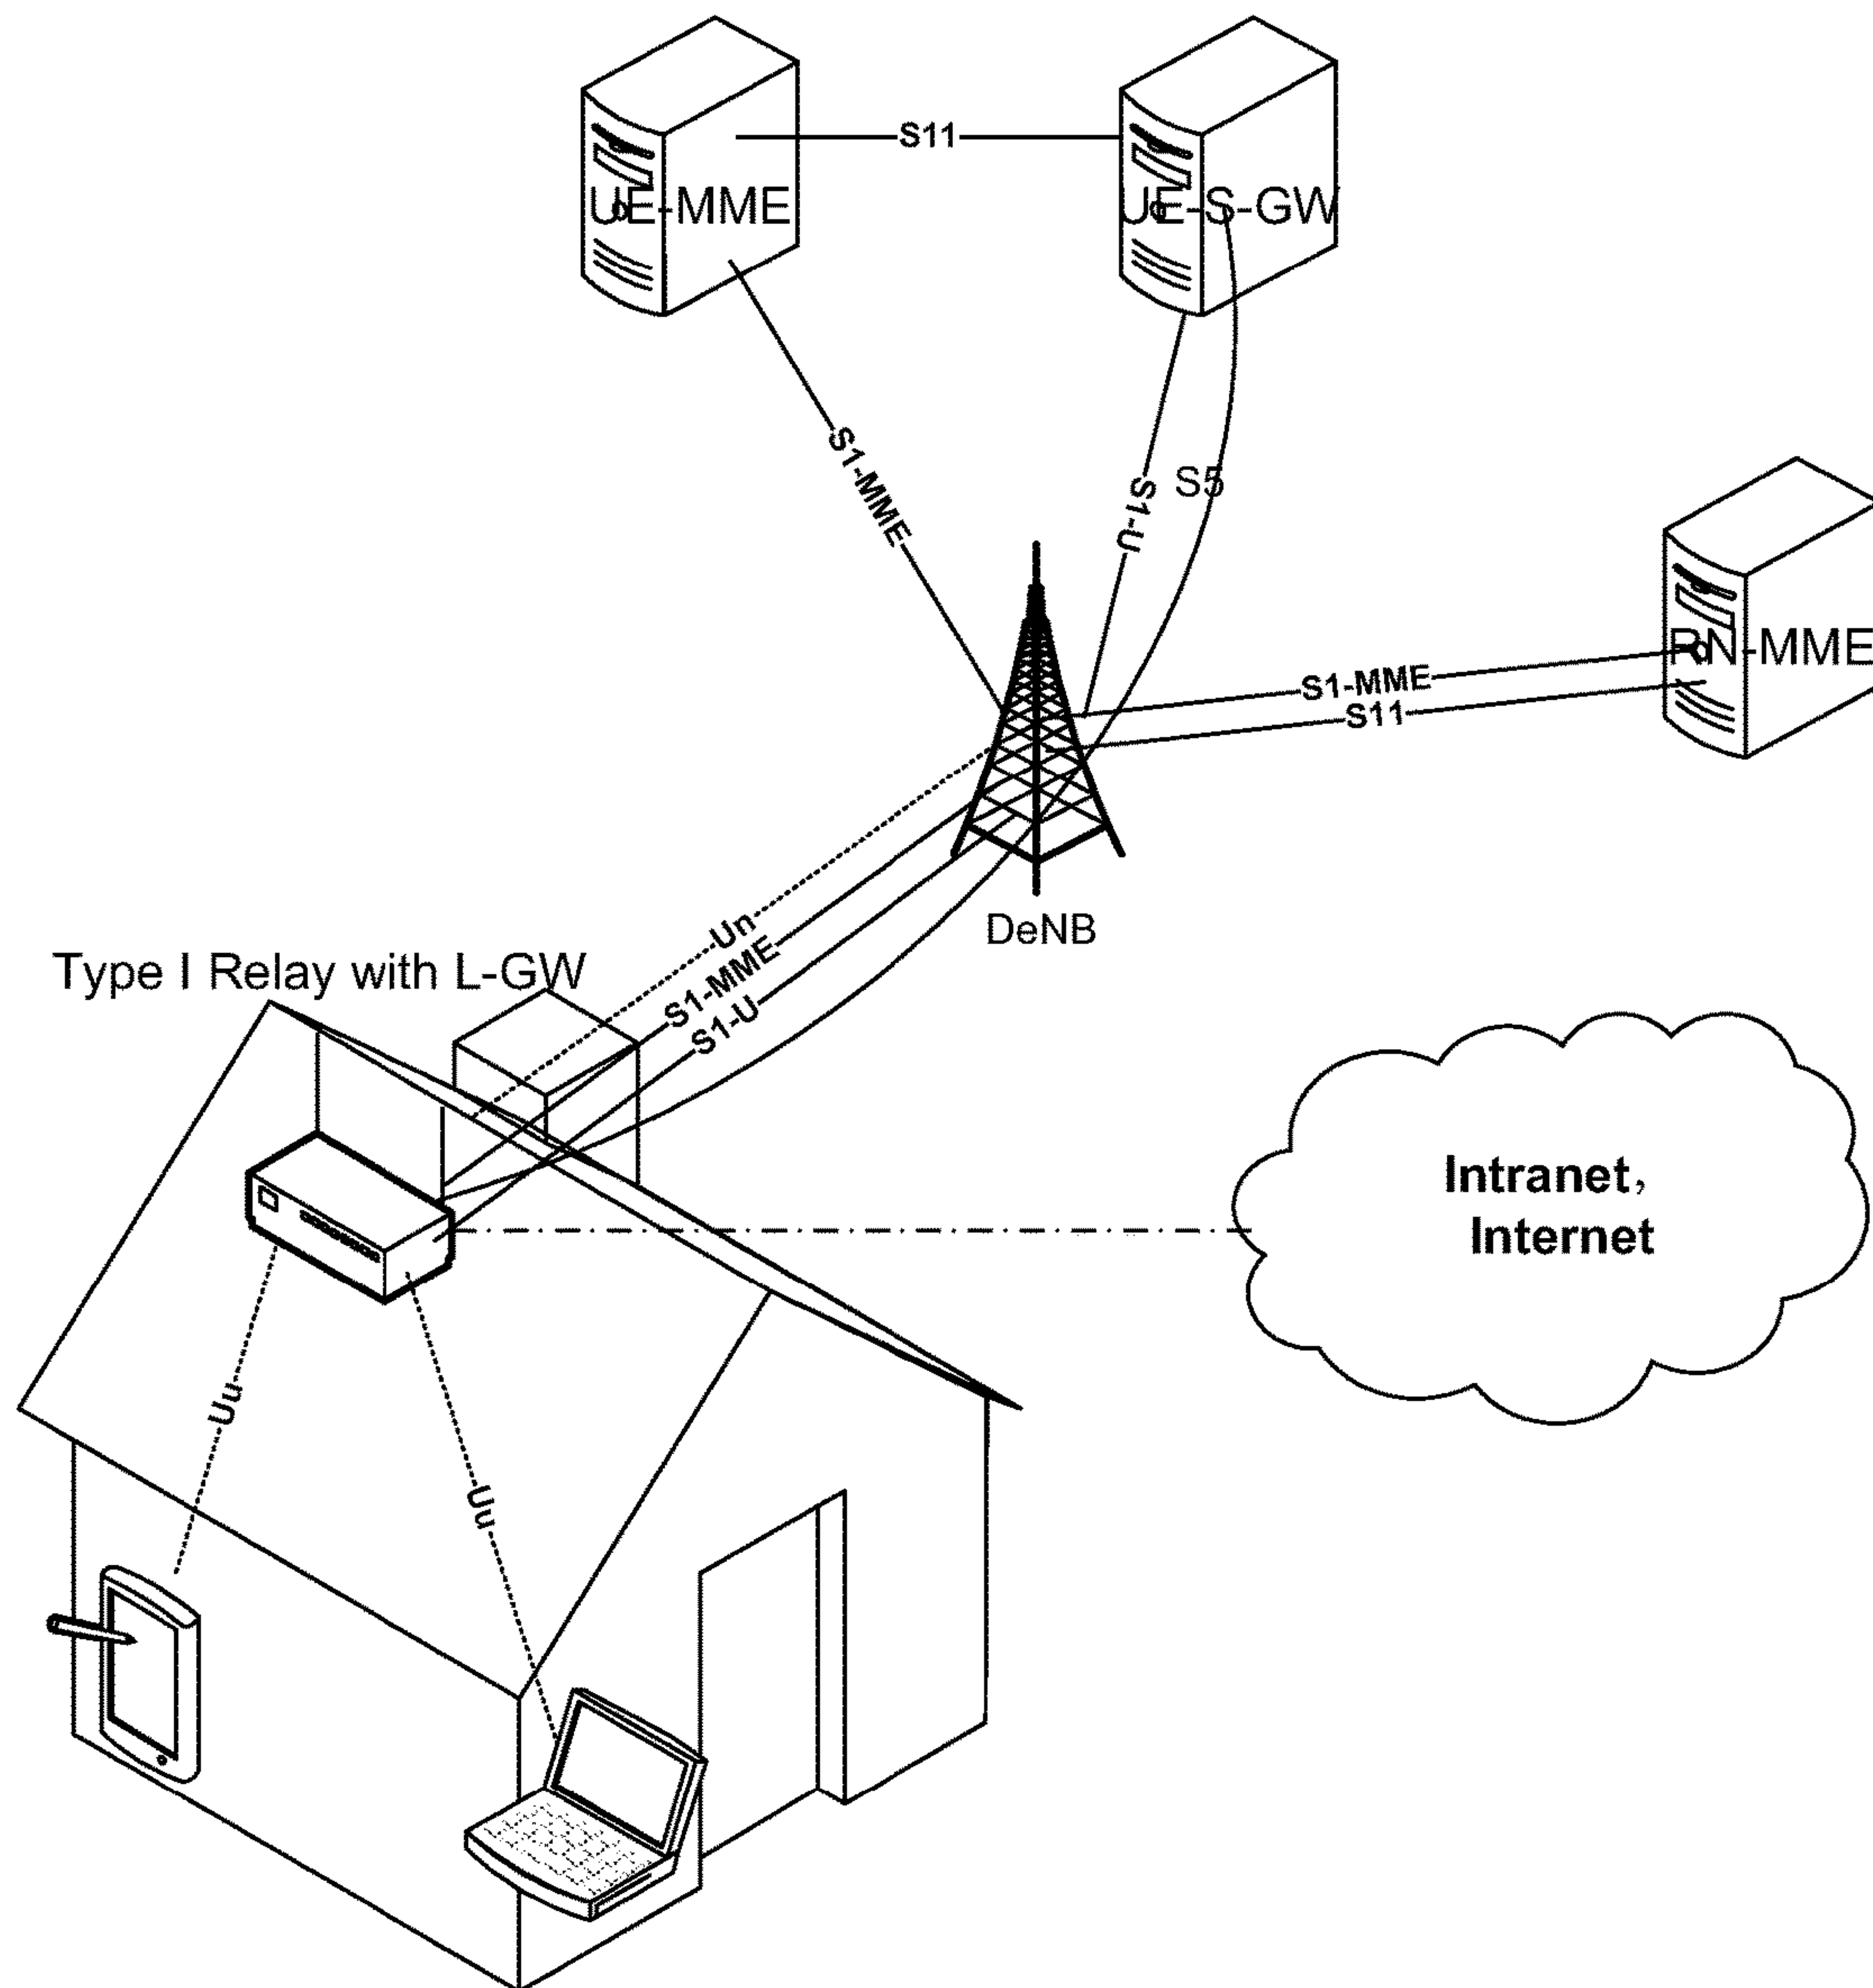 S11
UE-MME
UE-S-GW
S1-MME
S1-U
S5
RN-MME
S1-MME
S11
DeNB
Un
S1-MME
S1-U
Type I Relay with L-GW
Intranet，
Internet
Uu
Uu